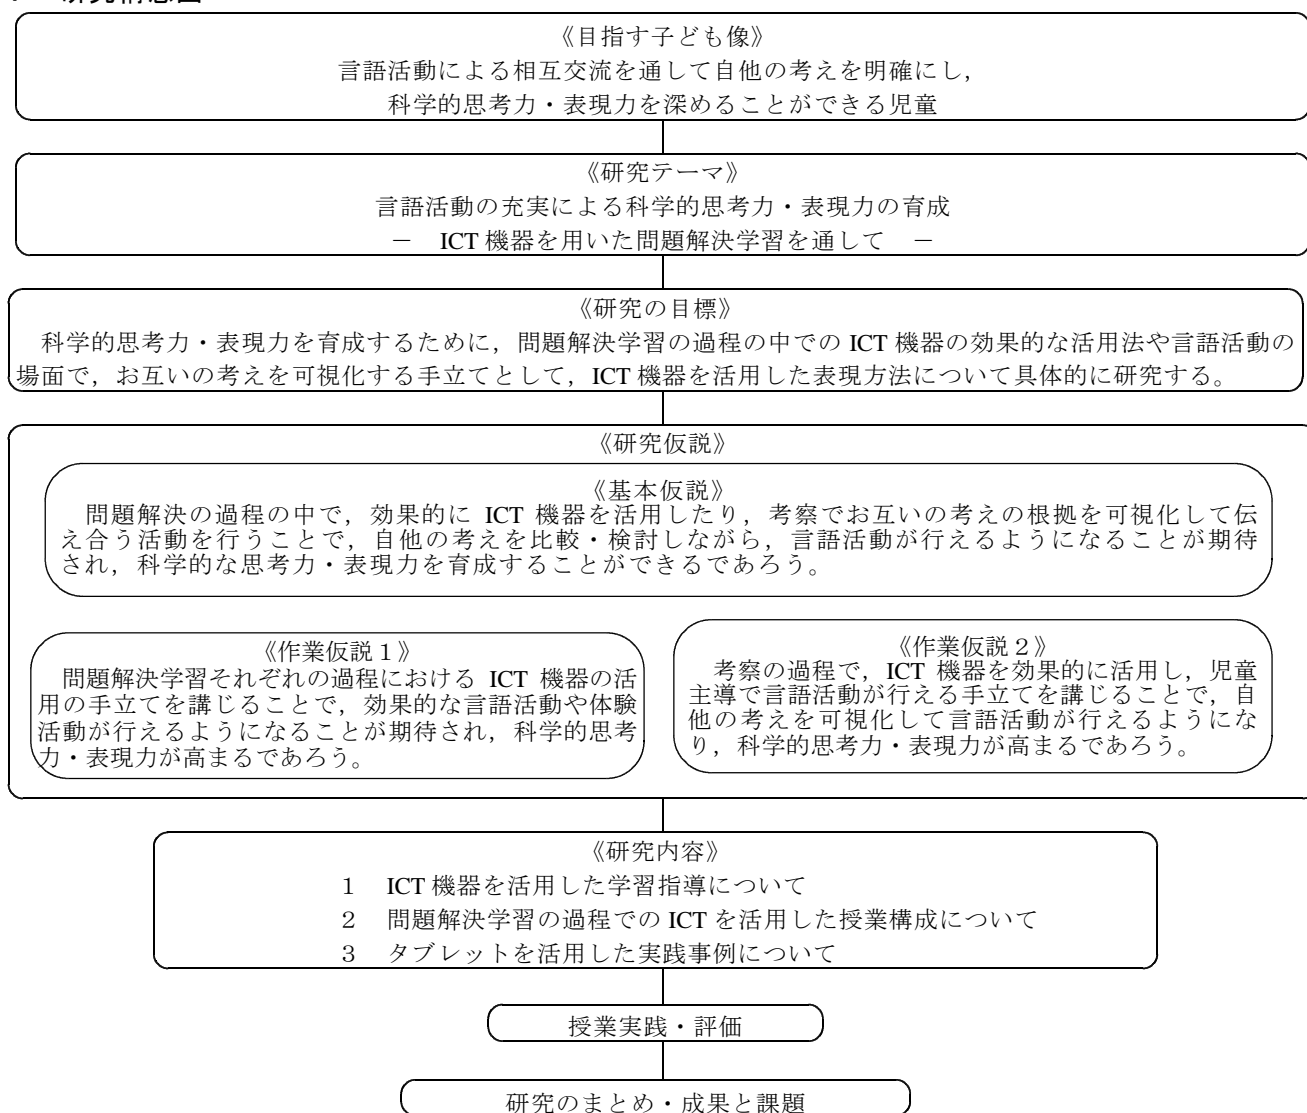 《目指す子ども像》
言語活動による相互交流を通して自他の考えを明確にし，
科学的思考力・表現力を深めることができる児童
《研究テーマ》
言語活動の充実による科学的思考力・表現力の育成
－　ICT 機器を用いた問題解決学習を通して　－
《研究の目標》
科学的思考力・表現力を育成するために，問題解決学習の過程の中での ICT 機器の効果的な活用法や言語活動の
場面で，お互いの考えを可視化する手立てとして，ICT 機器を活用した表現方法について具体的に研究する。
《研究仮説》
《基本仮説》
問題解決の過程の中で，効果的に ICT 機器を活用したり，考察でお互いの考えの根拠を可視化して伝
え合う活動を行うことで，自他の考えを比較・検討しながら，言語活動が行えるようになることが期待
され，科学的な思考力・表現力を育成することができるであろう。
《作業仮説１》
問題解決学習それぞれの過程における ICT 機器の活
用の手立てを講じることで，効果的な言語活動や体験
活動が行えるようになることが期待され，科学的思考
力・表現力が高まるであろう。
《作業仮説２》
考察の過程で，ICT 機器を効果的に活用し，児童
主導で言語活動が行える手立てを講じることで，自
他の考えを可視化して言語活動が行えるようにな
り，科学的思考力・表現力が高まるであろう。
《研究内容》
１　ICT 機器を活用した学習指導について
２　問題解決学習の過程での ICT を活用した授業構成について
３　タブレットを活用した実践事例について
授業実践・評価
研究のまとめ・成果と課題